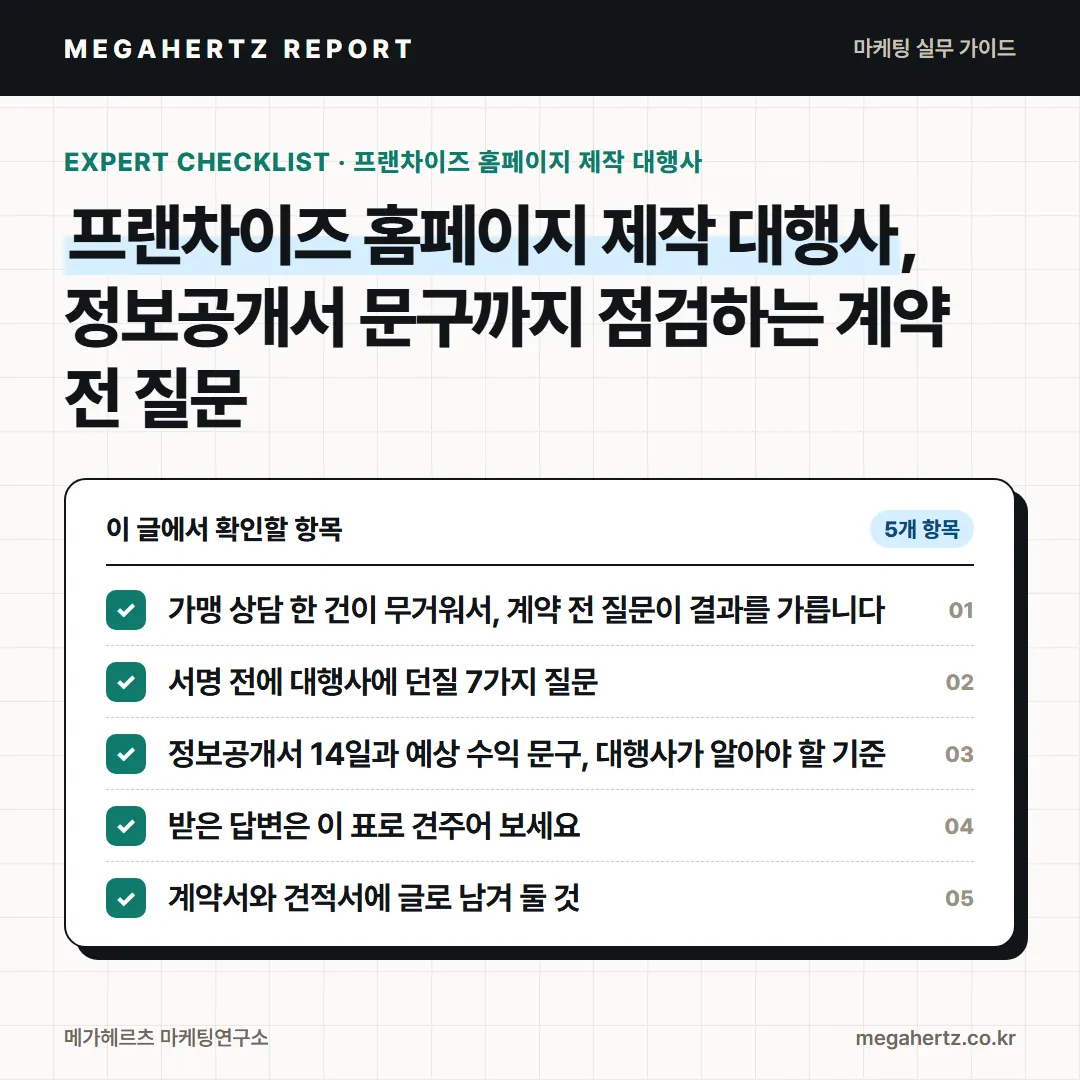 MEGAHERTZ REPORT
마케팅 실무 가이드
EXPERT CHECKLIST · 프랜차이즈 홈페이지 제작 대행사
프랜차이즈 홈페이지 제작 대행사,
정보공개서 문구까지 점검하는 계약
전 질문
이 글에서 확인할 항목
5개 항목
가맹 상담 한 건이 무거워서, 계약 전 질문이 결과를 가릅니다
01
서명 전에 대행사에 던질 7가지 질문
02
정보공개서 14일과 예상 수익 문구, 대행사가 알아야 할 기준
03
받은 답변은 이 표로 견주어 보세요
04
계약서와 견적서에 글로 남겨 둘 것
05
메가헤르츠 마케팅연구소
megahertz.co.kr